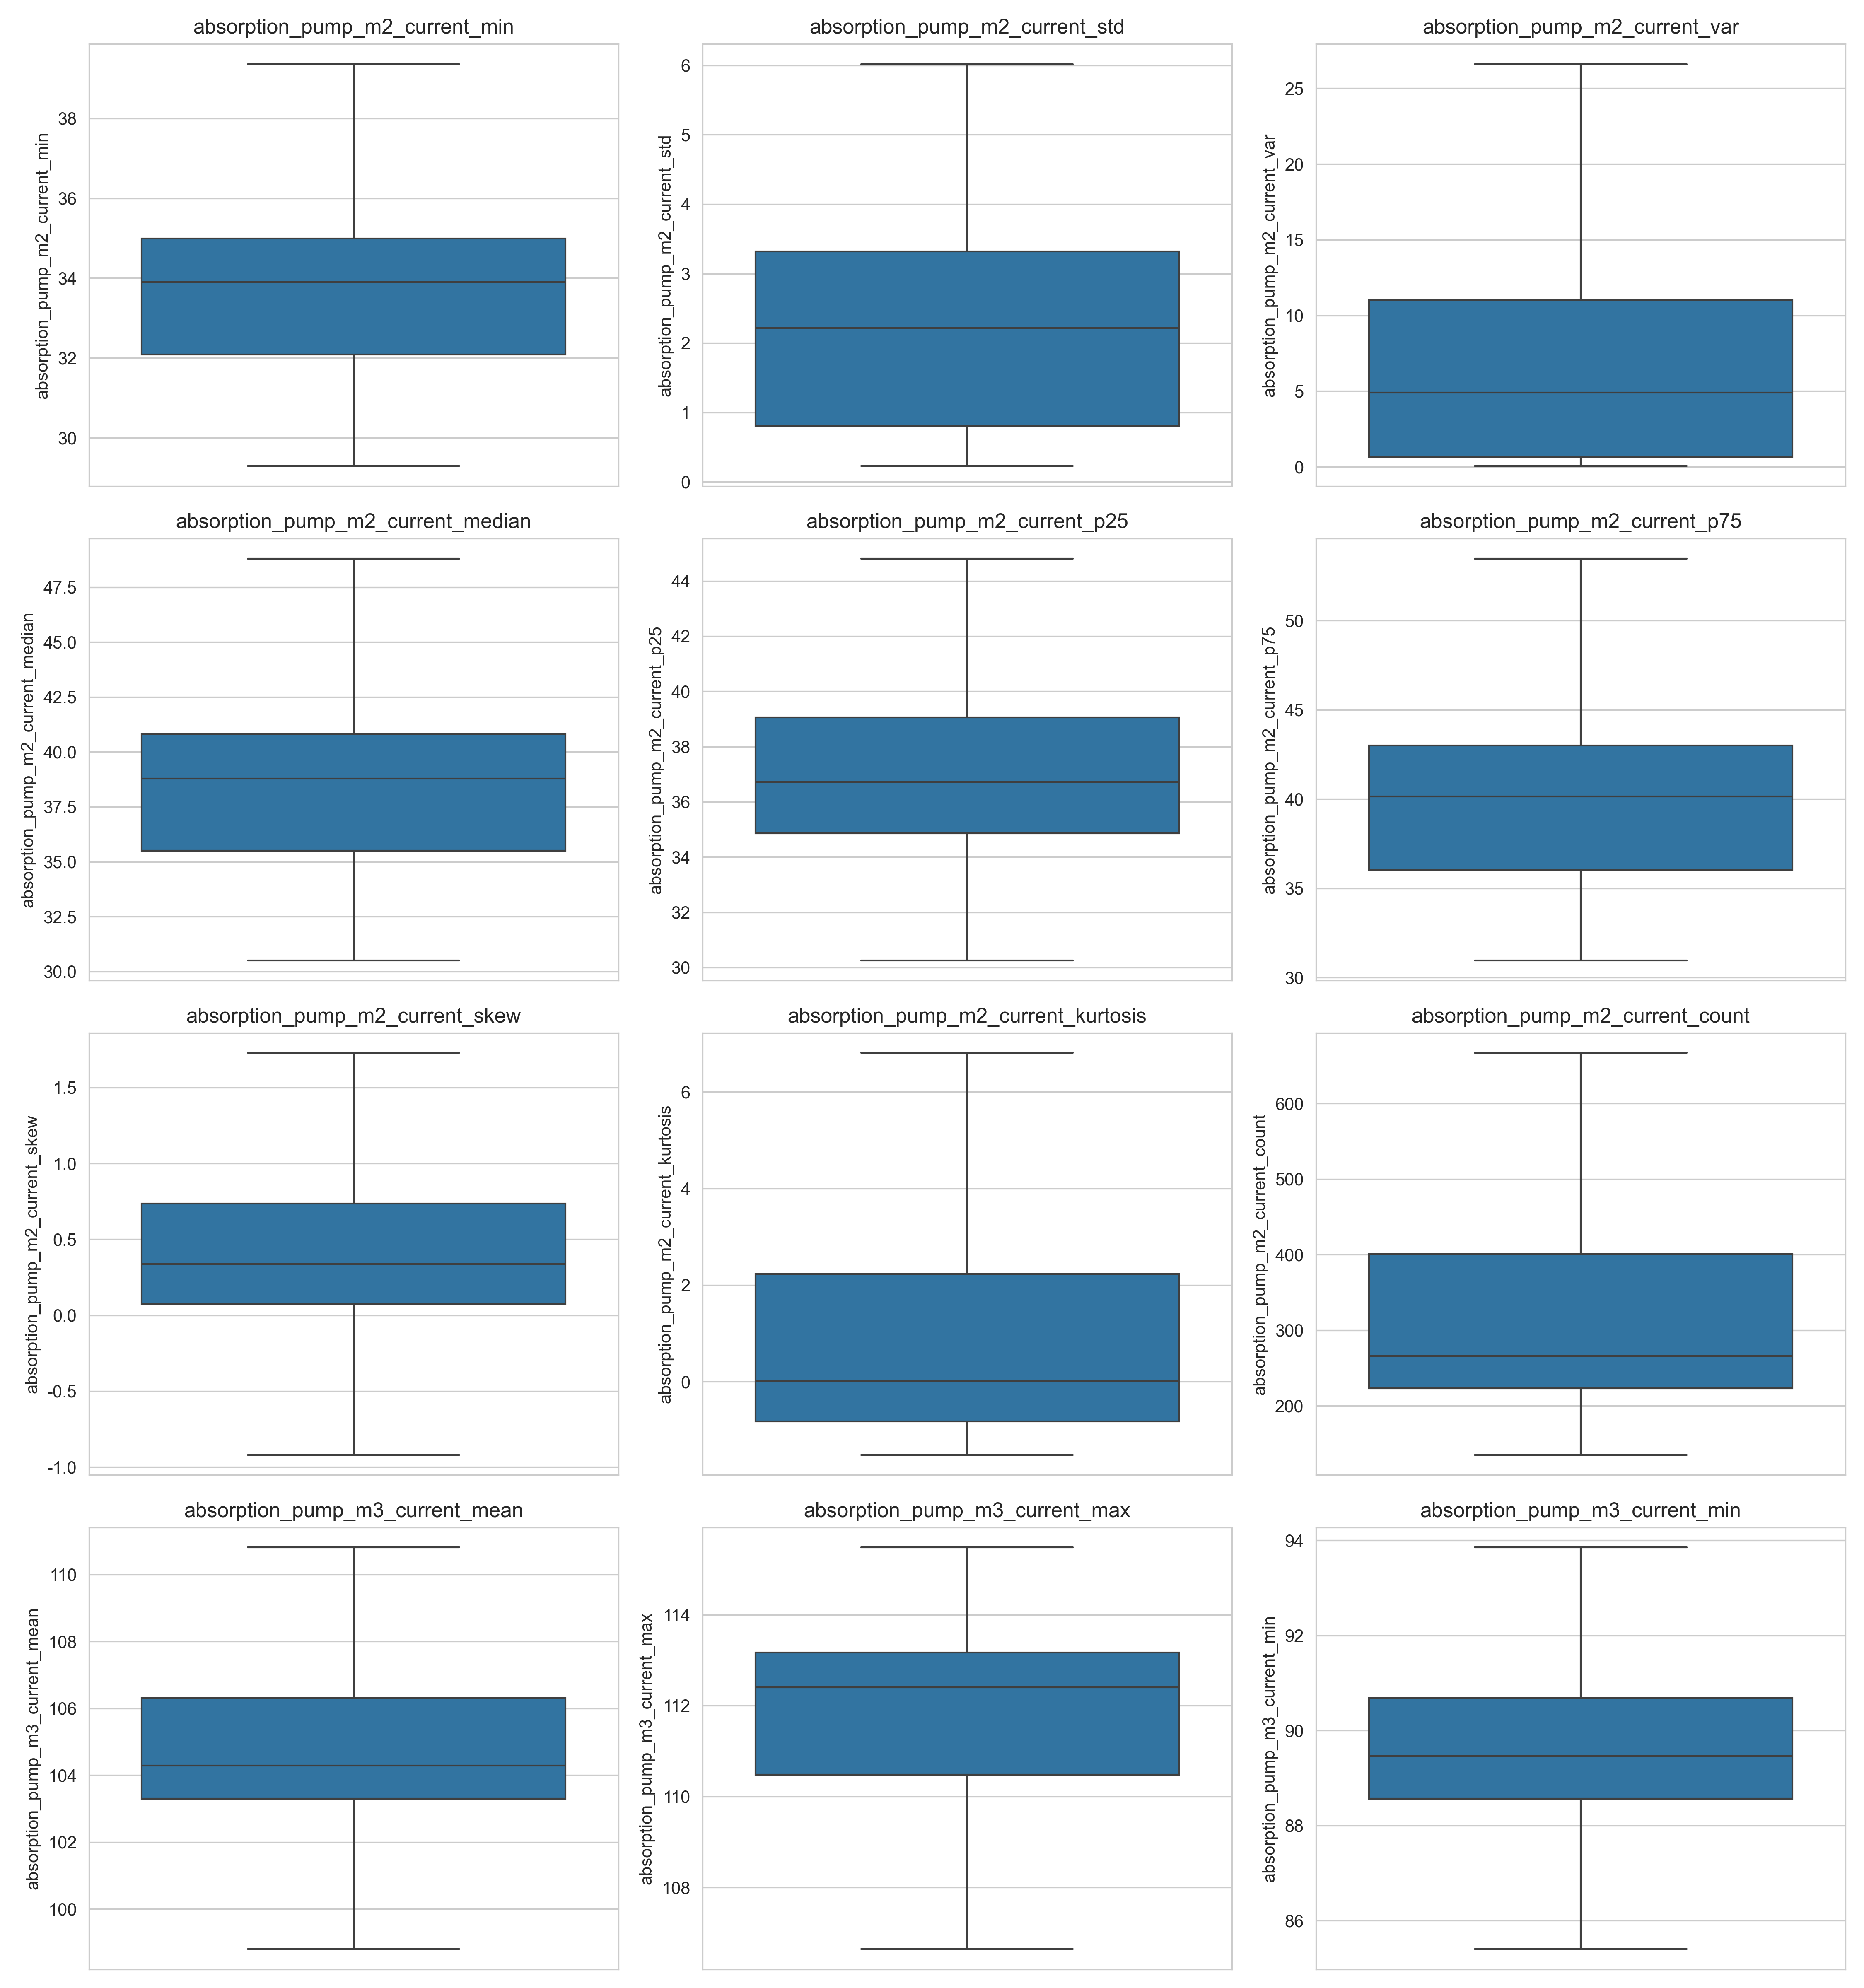 absorption_pump_m2_current_min
absorption_pump_m2_current_min
38
36
34
32
30
absorption_pump_m2_current_std
absorption_pump_m2_current_std
6
5
4
3
2
1
0
absorption_pump_m2_current_var
absorption_pump_m2_current_var
25
20
15
10
5
0
absorption_pump_m2_current_median
absorption_pump_m2_current_median
47.5
45.0
42.5
40.0
37.5
35.0
32.5
30.0
absorption_pump_m2_current_p25
absorption_pump_m2_current_p25
44
42
40
38
36
34
32
30
absorption_pump_m2_current_p75
absorption_pump_m2_current_p75
50
45
40
35
30
absorption_pump_m2_current_skew
absorption_pump_m2_current_skew
1.5
1.0
0.5
0.0
-0.5
-1.0
absorption_pump_m2_current_kurtosis
absorption_pump_m2_current_kurtosis
6
4
2
0
absorption_pump_m2_current_count
absorption_pump_m2_current_count
600
500
400
300
200
absorption_pump_m3_current_mean
absorption_pump_m3_current_mean
110
108
106
104
102
100
absorption_pump_m3_current_max
absorption_pump_m3_current_max
114
112
110
108
absorption_pump_m3_current_min
absorption_pump_m3_current_min
94
92
90
88
86